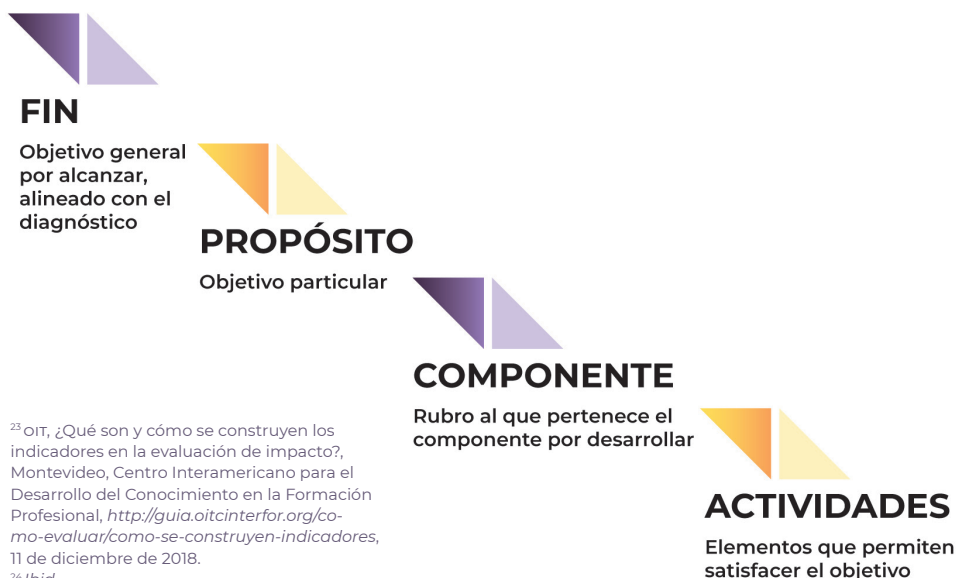 FIN
Objetivo general
por alcanzar,
alineado con el
diagnóstico
PROPÓSITO
Objetivo particular
COMPONENTE
Rubro al que pertenece el
componente por desarrollar
ACTIVIDADES
Elementos que permiten
satisfacer el objetivo
23 OIT, ¿Qué son y cómo se construyen los
indicadores en la evaluación de impacto?,
Montevideo, Centro Interamericano para el
Desarrollo del Conocimiento en la Formación
Profesional, http://guia.oitcinterfor.org/co-
mo-evaluar/como-se-construyen-indicadores,
11 de diciembre de 2018.
24 Ibid